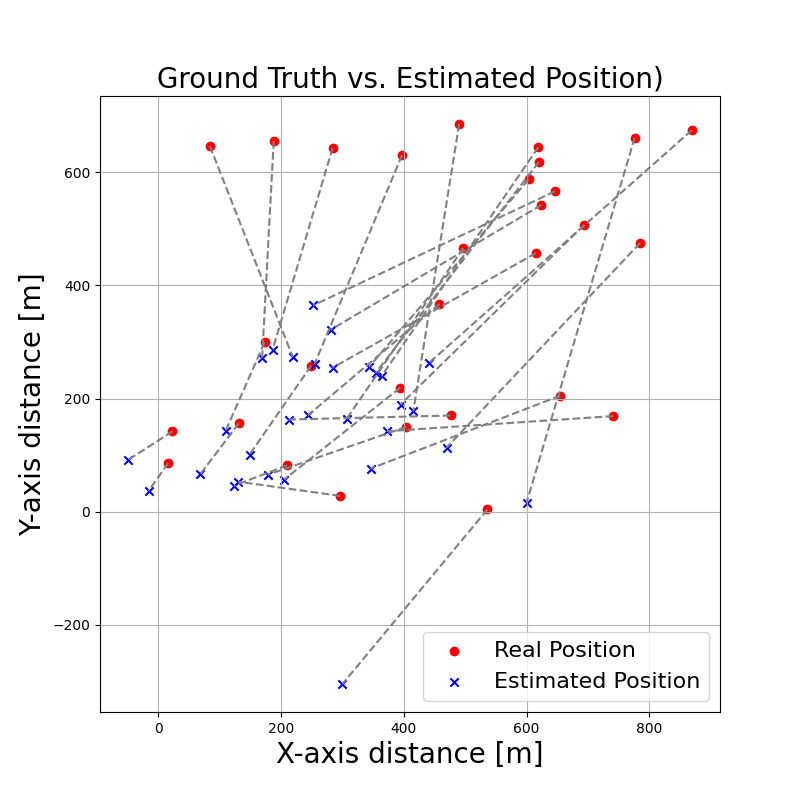 Ground Truth vs. Estimated Position)
Y-axis distance [m]
600
400
200
0
−200
0 200 400 600 800
X-axis distance [m]
Real Position
Estimated Position